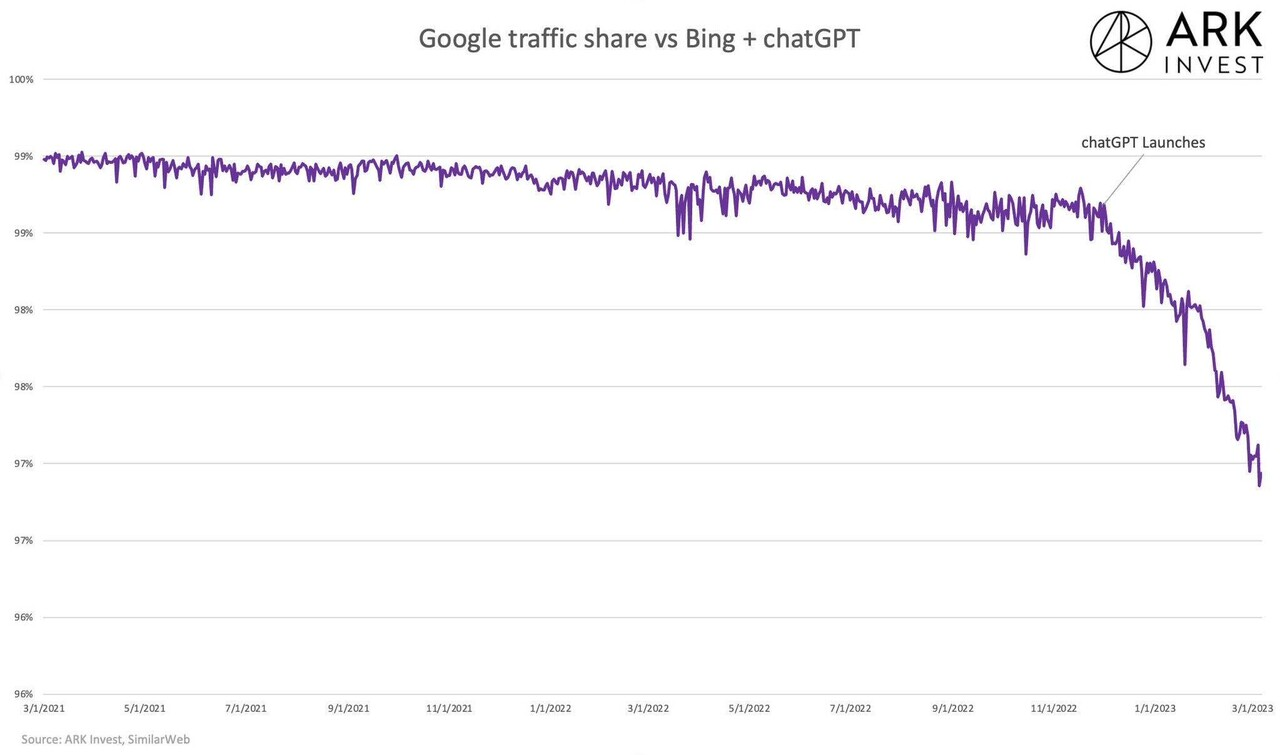 Google traffic share vs Bing + chatGPT
ARK
INVEST
100%
99%
chatGPT Launches
99%
98%
98%
97%
97%
96%
96%
3/1/2021 5/1/2021 7/1/2021 9/1/2021 11/1/2021 1/1/2022 3/1/2022 5/1/2022 7/1/2022 9/1/2022 11/1/2022 1/1/2023 3/1/2023
Source: ARK Invest, SimilarWeb